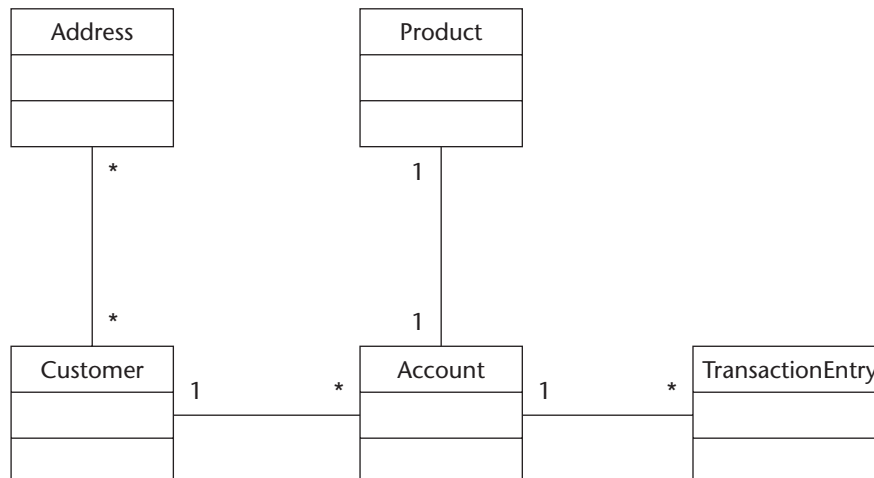 Address
Product
*
1
*
1
Customer
Account
TransactionEntry
1
*
1
*